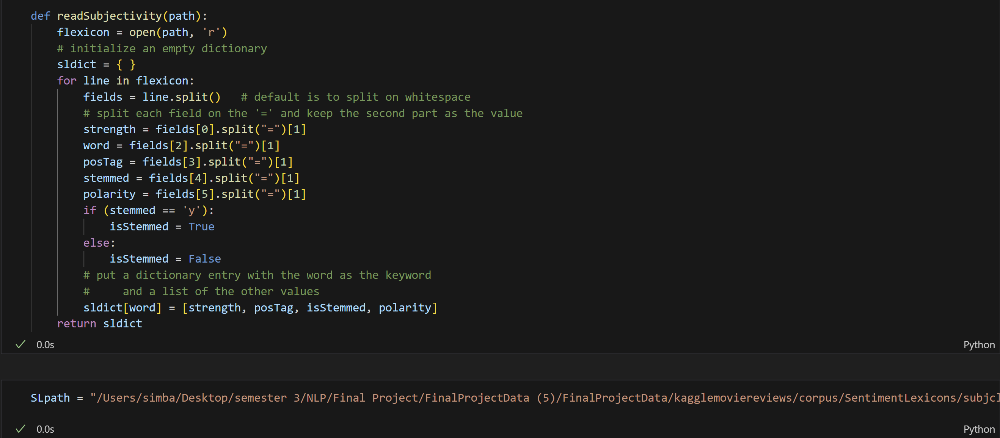 def readSubjectivity(path):
    flexicon = open(path, 'r')
    # initialize an empty dictionary
    sldict = { }
    for line in flexicon:
        fields = line.split()   # default is to split on whitespace
        # split each field on the '=' and keep the second part as the value
        strength = fields[0].split("=")[1]
        word = fields[2].split("=")[1]
        posTag = fields[3].split("=")[1]
        stemmed = fields[4].split("=")[1]
        polarity = fields[5].split("=")[1]
        if (stemmed == 'y'):
            isStemmed = True
        else:
            isStemmed = False
        # put a dictionary entry with the word as the keyword
        #     and a list of the other values
        sldict[word] = [strength, posTag, isStemmed, polarity]
    return sldict
✓ 0.0s Python
SLpath = "/Users/simba/Desktop/semester 3/NLP/Final Project/FinalProjectData (5)/FinalProjectData/kagglemoviereviews/corpus/SentimentLexicons/subjcl
✓ 0.0s Python